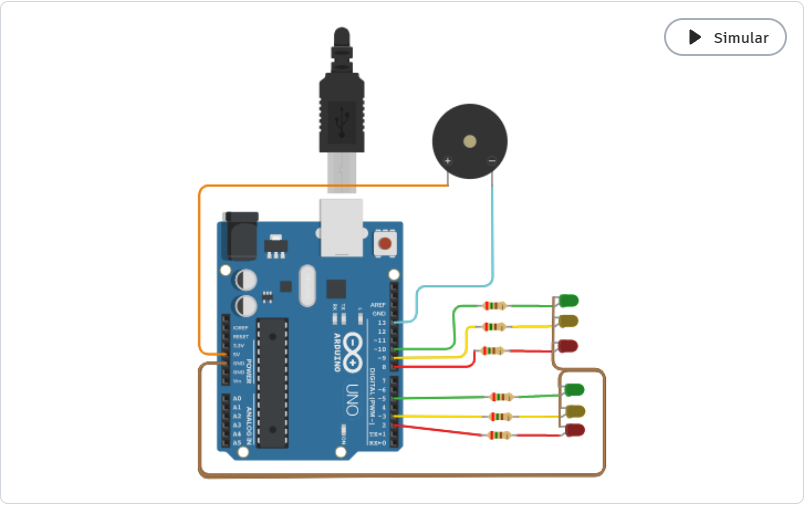 Simular
+
−
AREF
GND
13
12
~11
~10
~9
8
7
~6
~5
4
~3
2
TX→1
RX←0
DIGITAL (PWM~)
TX
RX
L
ON
ARDUINO
UNO
IOREF
RESET
3.3V
5V
GND
GND
Vin
POWER
A0
A1
A2
A3
A4
A5
ANALOG IN